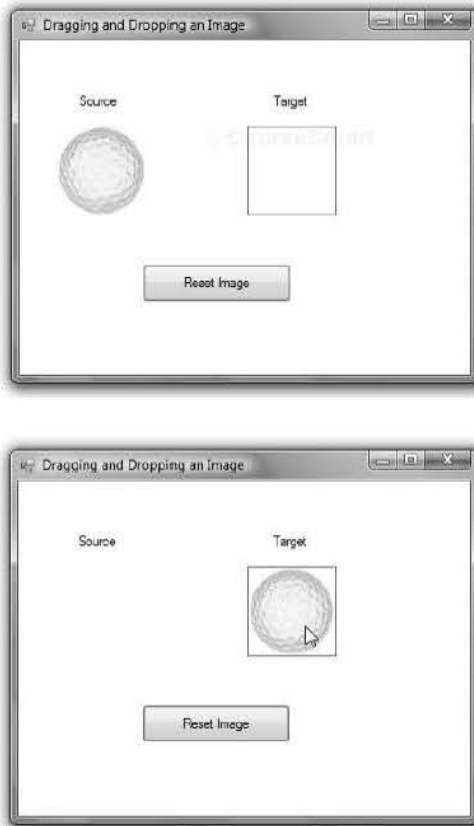 Dragging and Dropping an Image
Source
Target
Reset Image
Dragging and Dropping an Image
Source
Target
Reset Image